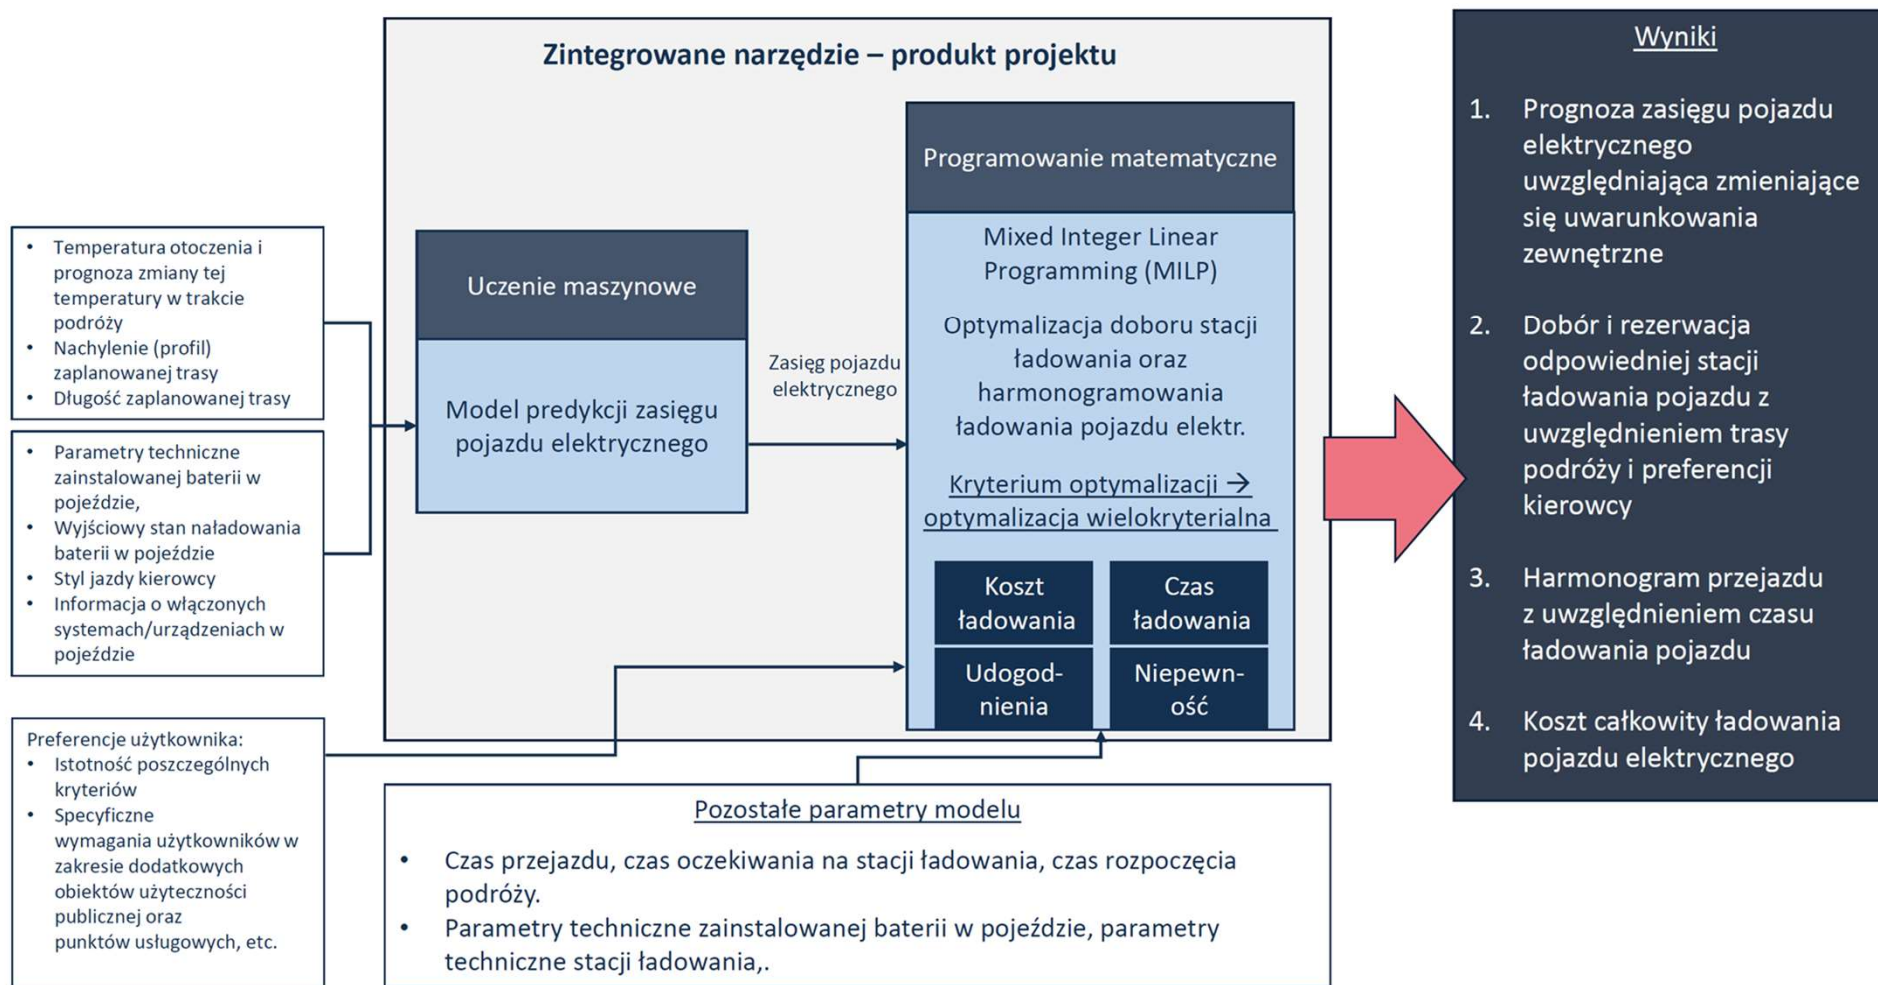 Zintegrowane narzędzie – produkt projektu
• Temperatura otoczenia i
prognoza zmiany tej
temperatury w trakcie
podróży
• Nachylenie (profil)
zaplanowanej trasy
• Długość zaplanowanej trasy
• Parametry techniczne
zainstalowanej baterii w
pojeździe,
• Wyjściowy stan naładowania
baterii w pojeździe
• Styl jazdy kierowcy
• Informacja o włączonych
systemach/urządzeniach w
pojeździe
Preferencje użytkownika:
• Istotność poszczególnych
kryteriów
• Specyficzne
wymagania użytkowników w
zakresie dodatkowych
obiektów użyteczności
publicznej oraz
punktów usługowych, etc.
Uczenie maszynowe
Model predykcji zasięgu
pojazdu elektrycznego
Zasięg pojazdu
elektrycznego
Programowanie matematyczne
Mixed Integer Linear
Programming (MILP)
Optymalizacja doboru stacji
ładowania oraz
harmonogramowania
ładowania pojazdu elektr.
Kryterium optymalizacji →
optymalizacja wielokryterialna
Koszt
ładowania
Czas
ładowania
Udogod-
nienia
Niepewn-
ość
Pozostałe parametry modelu
• Czas przejazdu, czas oczekiwania na stacji ładowania, czas rozpoczęcia
podróży.
• Parametry techniczne zainstalowanej baterii w pojeździe, parametry
techniczne stacji ładowania,.
Wyniki
1. Prognoza zasięgu pojazdu
elektrycznego
uwzględniająca zmieniające
się uwarunkowania
zewnętrzne
2. Dobór i rezerwacja
odpowiedniej stacji
ładowania pojazdu z
uwzględnieniem trasy
podróży i preferencji
kierowcy
3. Harmonogram przejazdu
z uwzględnieniem czasu
ładowania pojazdu
4. Koszt całkowity ładowania
pojazdu elektrycznego